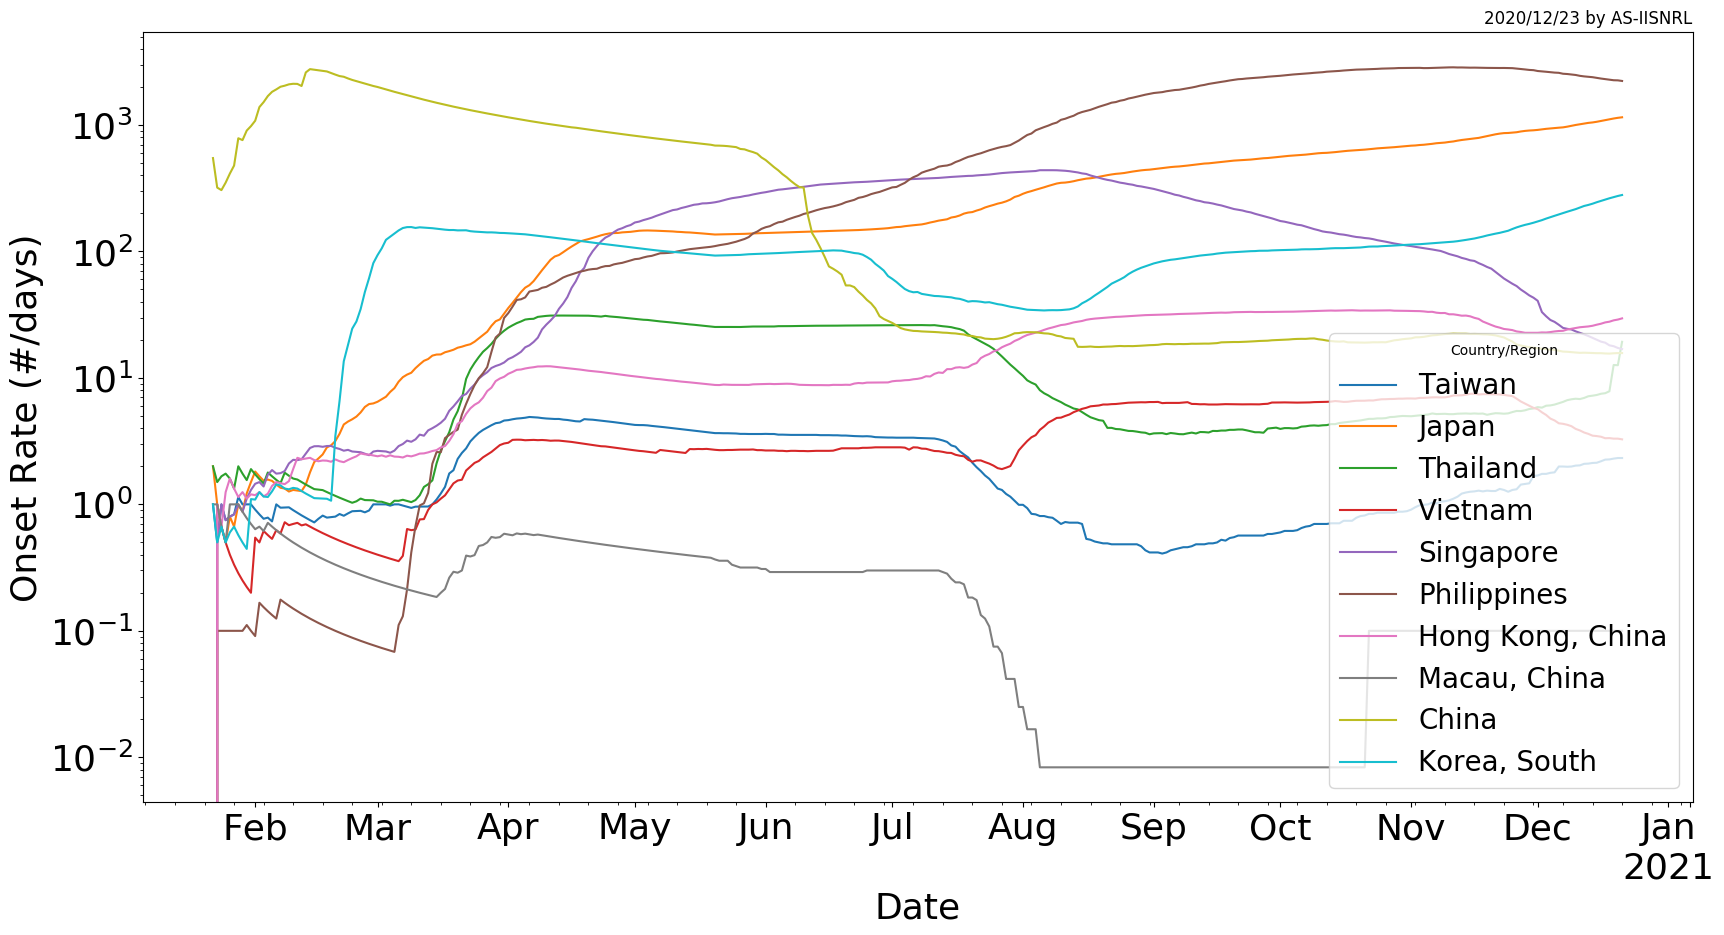 2020/12/23 by AS-IISNRL
Onset Rate (#/days)
10³
10²
10¹
10⁰
10⁻¹
10⁻²
Country/Region
Taiwan
Japan
Thailand
Vietnam
Singapore
Philippines
Hong Kong, China
Macau, China
China
Korea, South
Feb Mar Apr May Jun Jul Aug Sep Oct Nov Dec Jan
2021
Date